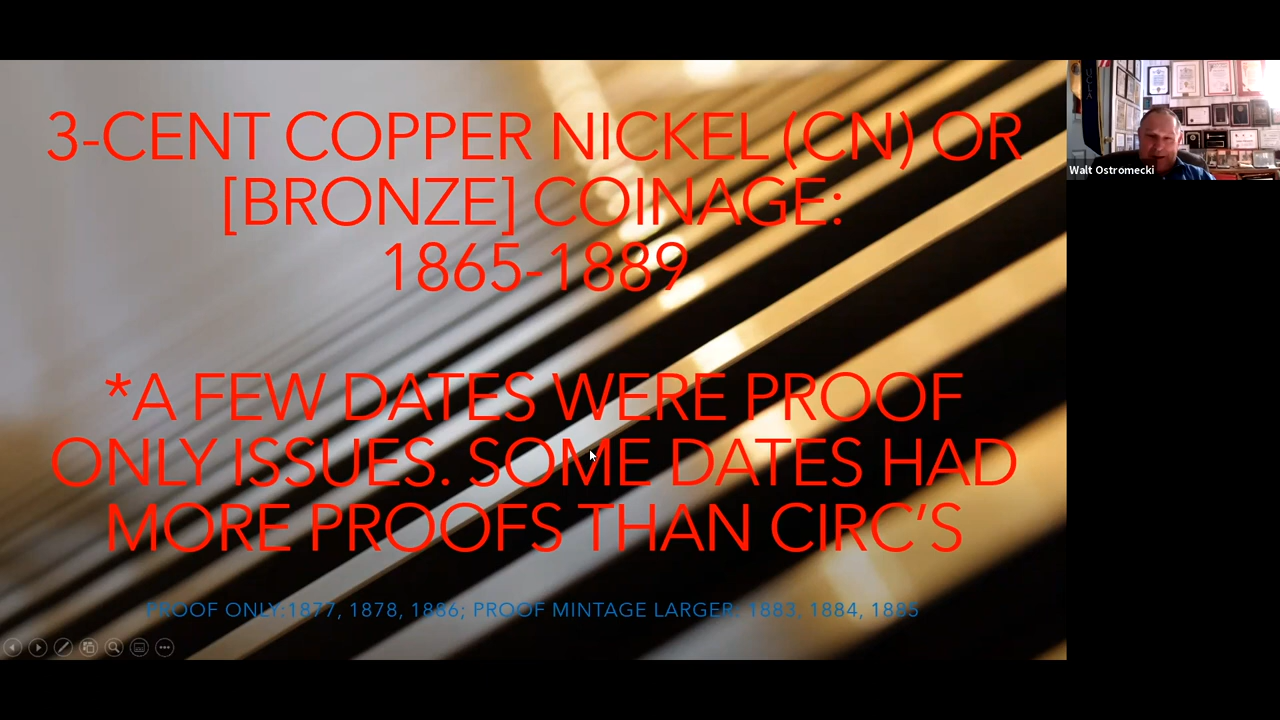 3-CENT COPPER NICKEL (CN) OR
[BRONZE] COINAGE:
1865-1889
*A FEW DATES WERE PROOF
ONLY ISSUES. SOME DATES HAD
MORE PROOFS THAN CIRC’S
PROOF ONLY:1877, 1878, 1886; PROOF MINTAGE LARGER: 1883, 1884, 1885
Walt Ostromecki
UCLA